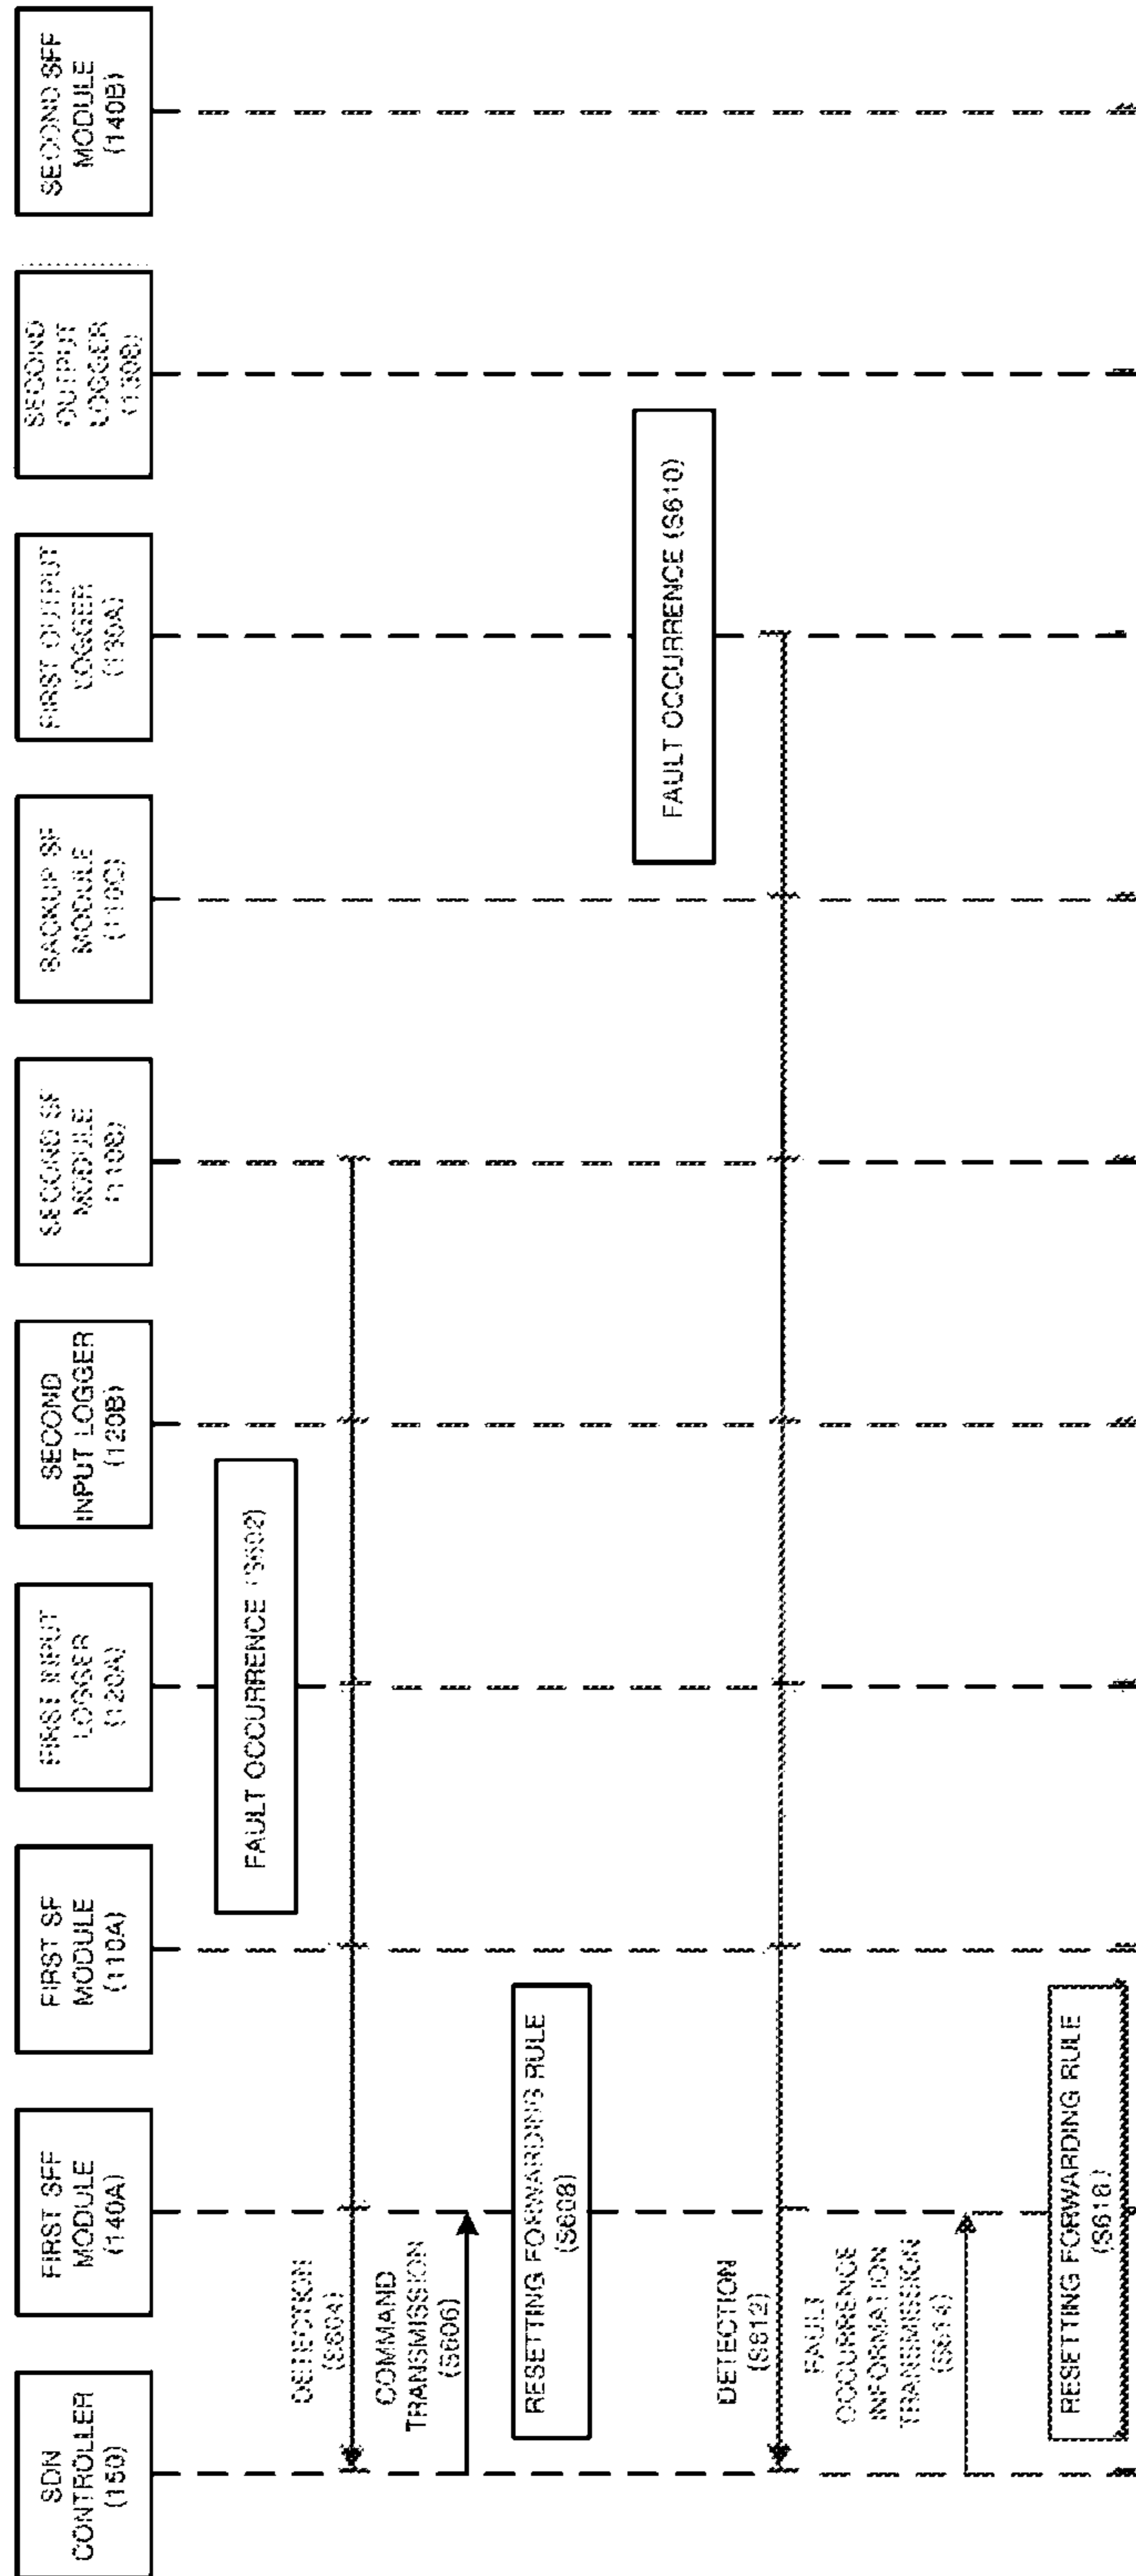 SDN
CONTROLLER
(150)
FIRST SFF
MODULE
(140A)
FIRST SF
MODULE
(110A)
FIRST INPUT
LOGGER
(120A)
SECOND
INPUT LOGGER
(120B)
SECOND SF
MODULE
(110B)
BACKUP SF
MODULE
(110C)
FIRST OUTPUT
LOGGER
(130A)
SECOND
OUTPUT
LOGGER
(130B)
SECOND SFF
MODULE
(140B)
FAULT OCCURRENCE (S602)
DETECTION
(S604)
COMMAND
TRANSMISSION
(S606)
RESETTING FORWARDING RULE
(S608)
FAULT OCCURRENCE (S610)
DETECTION
(S612)
FAULT
OCCURRENCE
INFORMATION
TRANSMISSION
(S614)
RESETTING FORWARDING RULE
(S616)